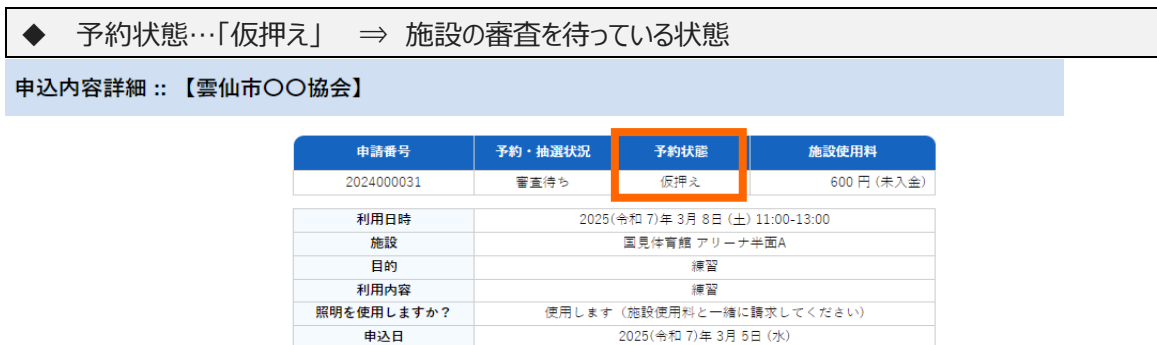 ◆ 予約状態…「仮押え」 ⇒ 施設の審査を待っている状態
申込内容詳細 :: 【雲仙市〇〇協会】
申請番号 予約・抽選状況 予約状態 施設使用料
2024000031 審査待ち 仮押え 600 円 (未入金)
利用日時 2025(令和 7)年 3月 8日 (土) 11:00-13:00
施設 国見体育館 アリーナ半面A
目的 練習
利用内容 練習
照明を使用しますか？ 使用します（施設使用料と一緒に請求してください）
申込日 2025(令和 7)年 3月 5日 (水)